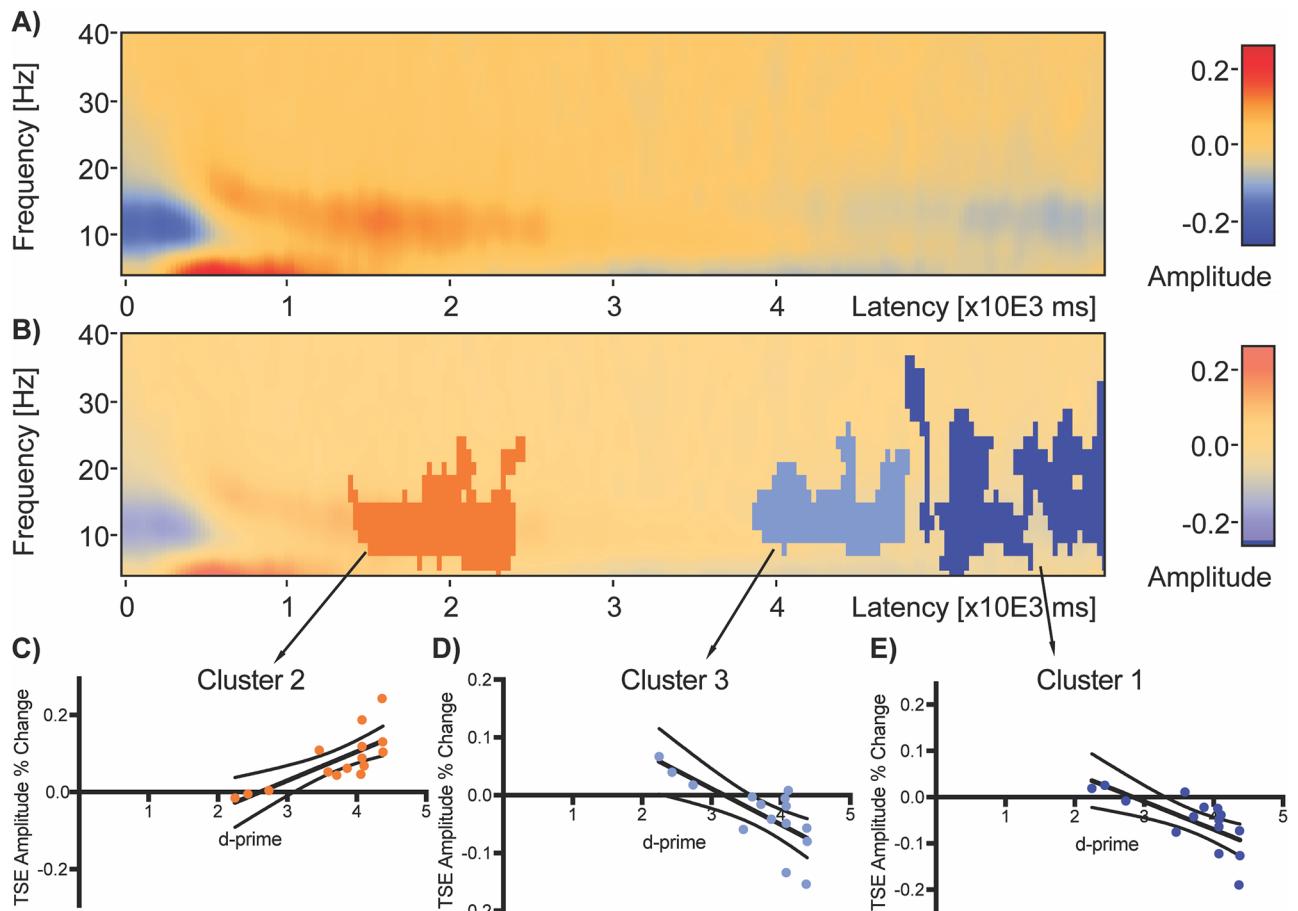 A)
Frequency [Hz]
40
30
20
10
0 1 2 3 4 Latency [x10E3 ms]
0.2
0.0
-0.2
Amplitude
B)
Frequency [Hz]
40
30
20
10
0 1 2 3 4 Latency [x10E3 ms]
0.2
0.0
-0.2
Amplitude
C)
Cluster 2
TSE Amplitude % Change
0.2
0.0
-0.2
1 2 3 4 5
d-prime
D)
Cluster 3
TSE Amplitude % Change
0.2
0.1
0.0
-0.1
0.2
1 2 3 4 5
d-prime
E)
Cluster 1
TSE Amplitude % Change
0.2
0.1
0.0
-0.1
-0.2
1 2 3 4 5
d-prime